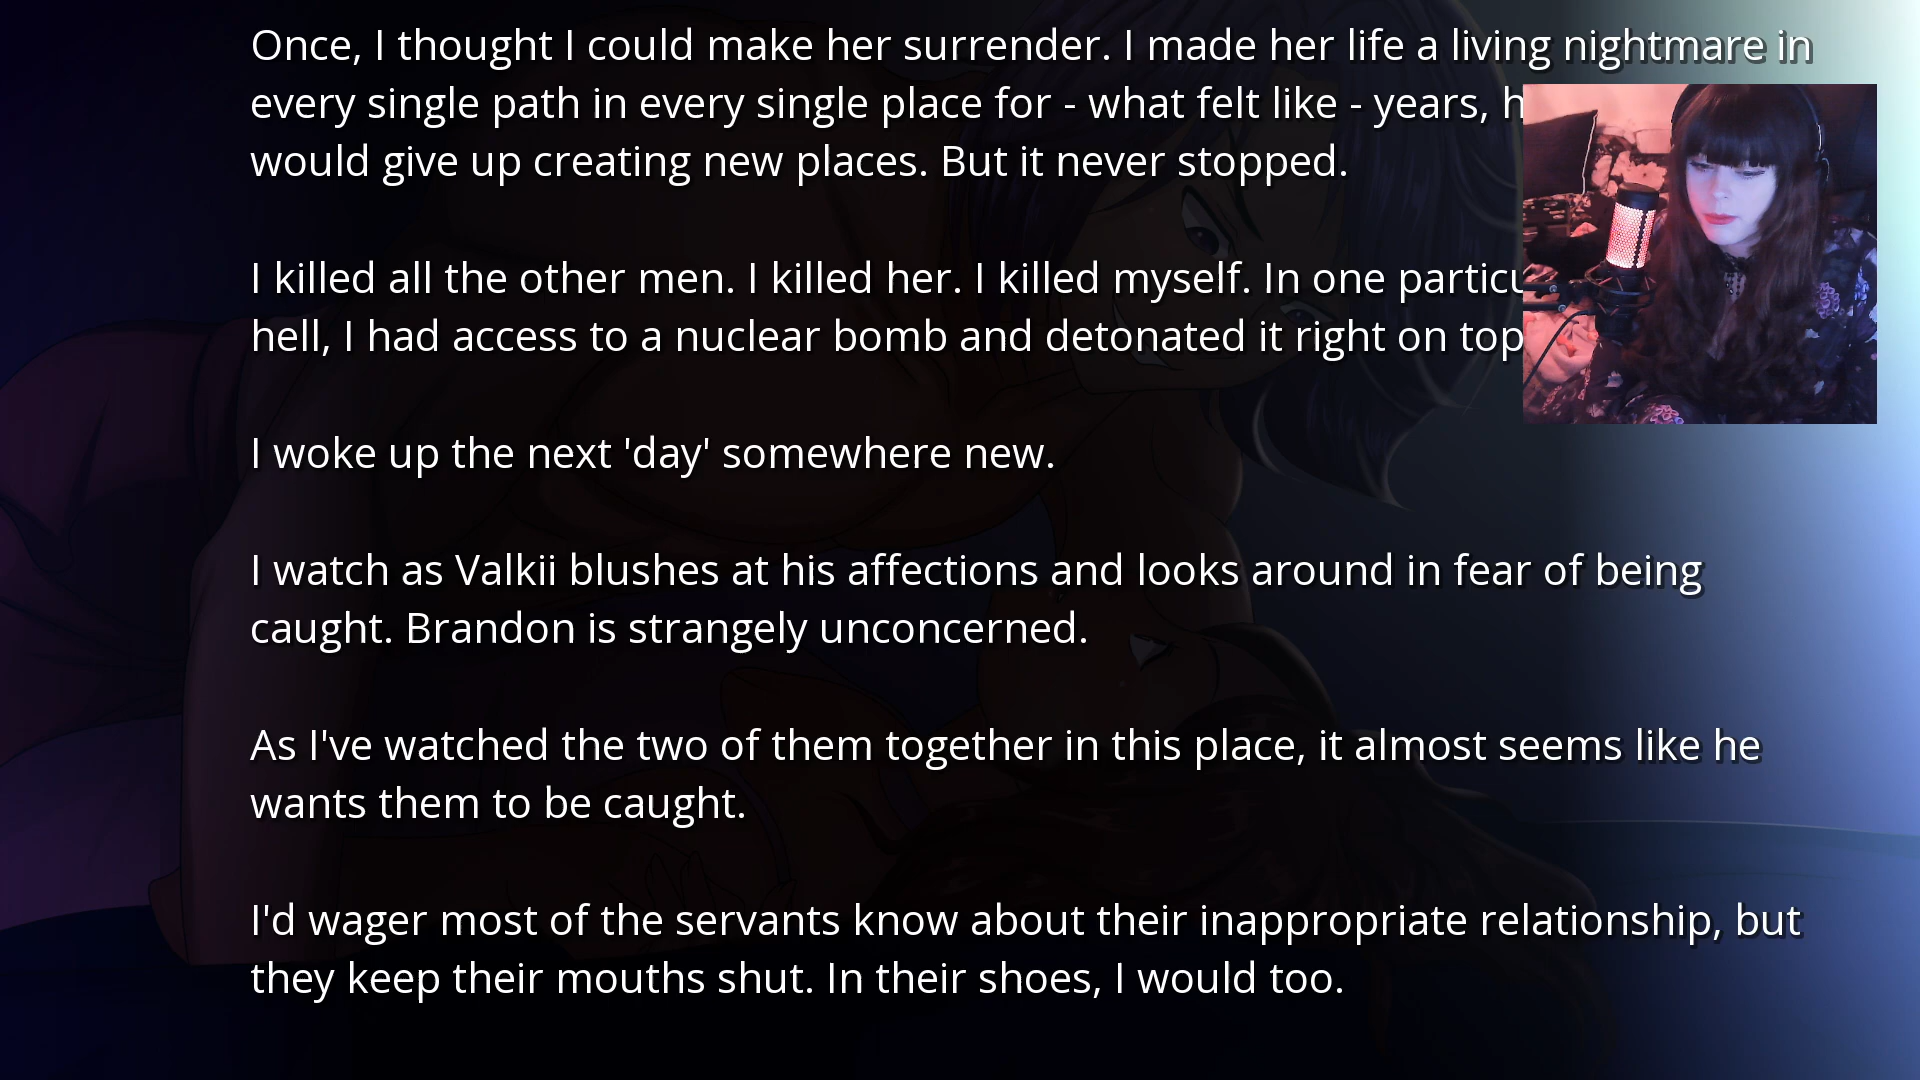 Once, I thought I could make her surrender. I made her life a living nightmare in
every single path in every single place for - what felt like - years,
would give up creating new places. But it never stopped.
I killed all the other men. I killed her. I killed myself. In one
hell, I had access to a nuclear bomb and detonated it right on top
I woke up the next 'day' somewhere new.
I watch as Valkii blushes at his affections and looks around in fear of being
caught. Brandon is strangely unconcerned.
As I've watched the two of them together in this place, it almost seems like he
wants them to be caught.
I'd wager most of the servants know about their inappropriate relationship, but
they keep their mouths shut. In their shoes, I would too.